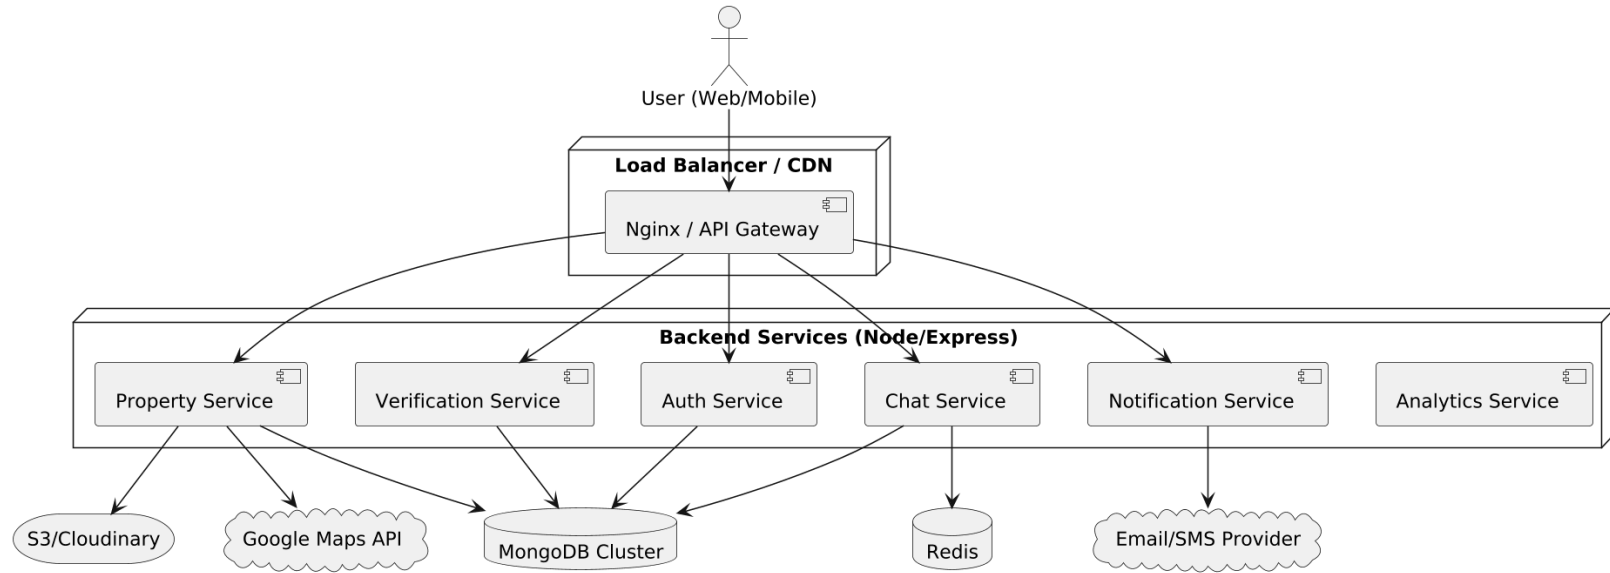 User (Web/Mobile)
Load Balancer / CDN
Nginx / API Gateway
Backend Services (Node/Express)
Property Service
Verification Service
Auth Service
Chat Service
Notification Service
Analytics Service
S3/Cloudinary
Google Maps API
MongoDB Cluster
Redis
Email/SMS Provider